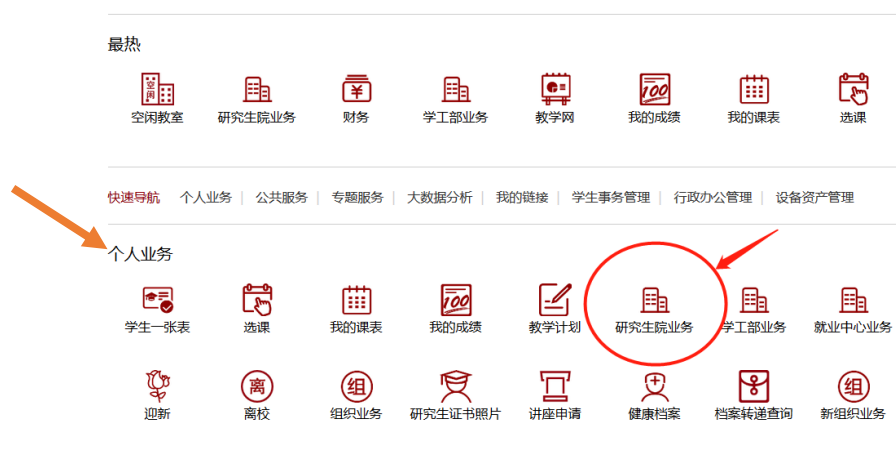 最热
空闲
100
空闲教室 研究生院业务 财务 学工部业务 教学网 我的成绩 我的课表 选课
快速导航 个人业务 | 公共服务 | 专题服务 | 大数据分析 | 我的链接 | 学生事务管理 | 行政办公管理 | 设备资产管理
个人业务
100
学生一张表 选课 我的课表 我的成绩 教学计划 研究生院业务 学工部业务 就业中心业务
离 组 组
迎新 离校 组织业务 研究生证书照片 讲座申请 健康档案 档案转递查询 新组织业务